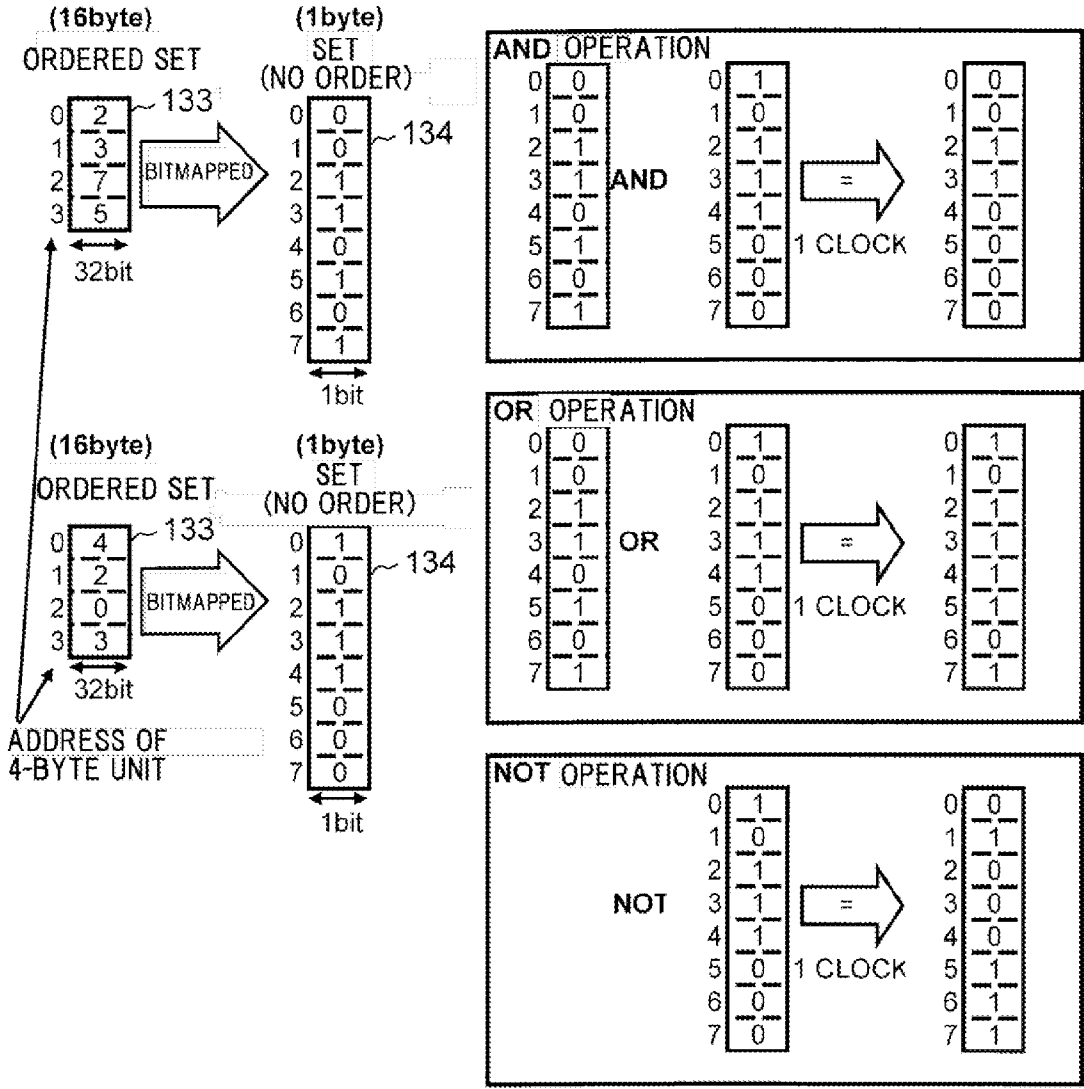 (16byte)
ORDERED SET
133
0 2
1 3
2 7
3 5
32bit
BITMAPPED
(1byte)
SET
(NO ORDER)
134
0 0
1 0
2 1
3 1
4 0
5 1
6 0
7 1
1bit
(16byte)
ORDERED SET
133
0 4
1 2
2 0
3 3
32bit
BITMAPPED
(1byte)
SET
(NO ORDER)
134
0 1
1 0
2 1
3 1
4 1
5 0
6 0
7 0
1bit
ADDRESS OF
4-BYTE UNIT
AND OPERATION
0 0 0 1 0 0
1 0 1 0 1 0
2 1 2 1 2 1
3 1 AND 3 1 = 3 1
4 0 4 1 4 0
5 1 5 0 1 CLOCK 5 0
6 0 6 0 6 0
7 1 7 0 7 0
OR OPERATION
0 0 0 1 0 1
1 0 1 0 1 0
2 1 2 1 2 1
3 1 OR 3 1 = 3 1
4 0 4 1 4 1
5 1 5 0 1 CLOCK 5 1
6 0 6 0 6 0
7 1 7 0 7 1
NOT OPERATION
0 1 0 0
1 0 1 1
2 1 2 0
NOT 3 1 = 3 0
4 1 4 0
5 0 1 CLOCK 5 1
6 0 6 1
7 0 7 1